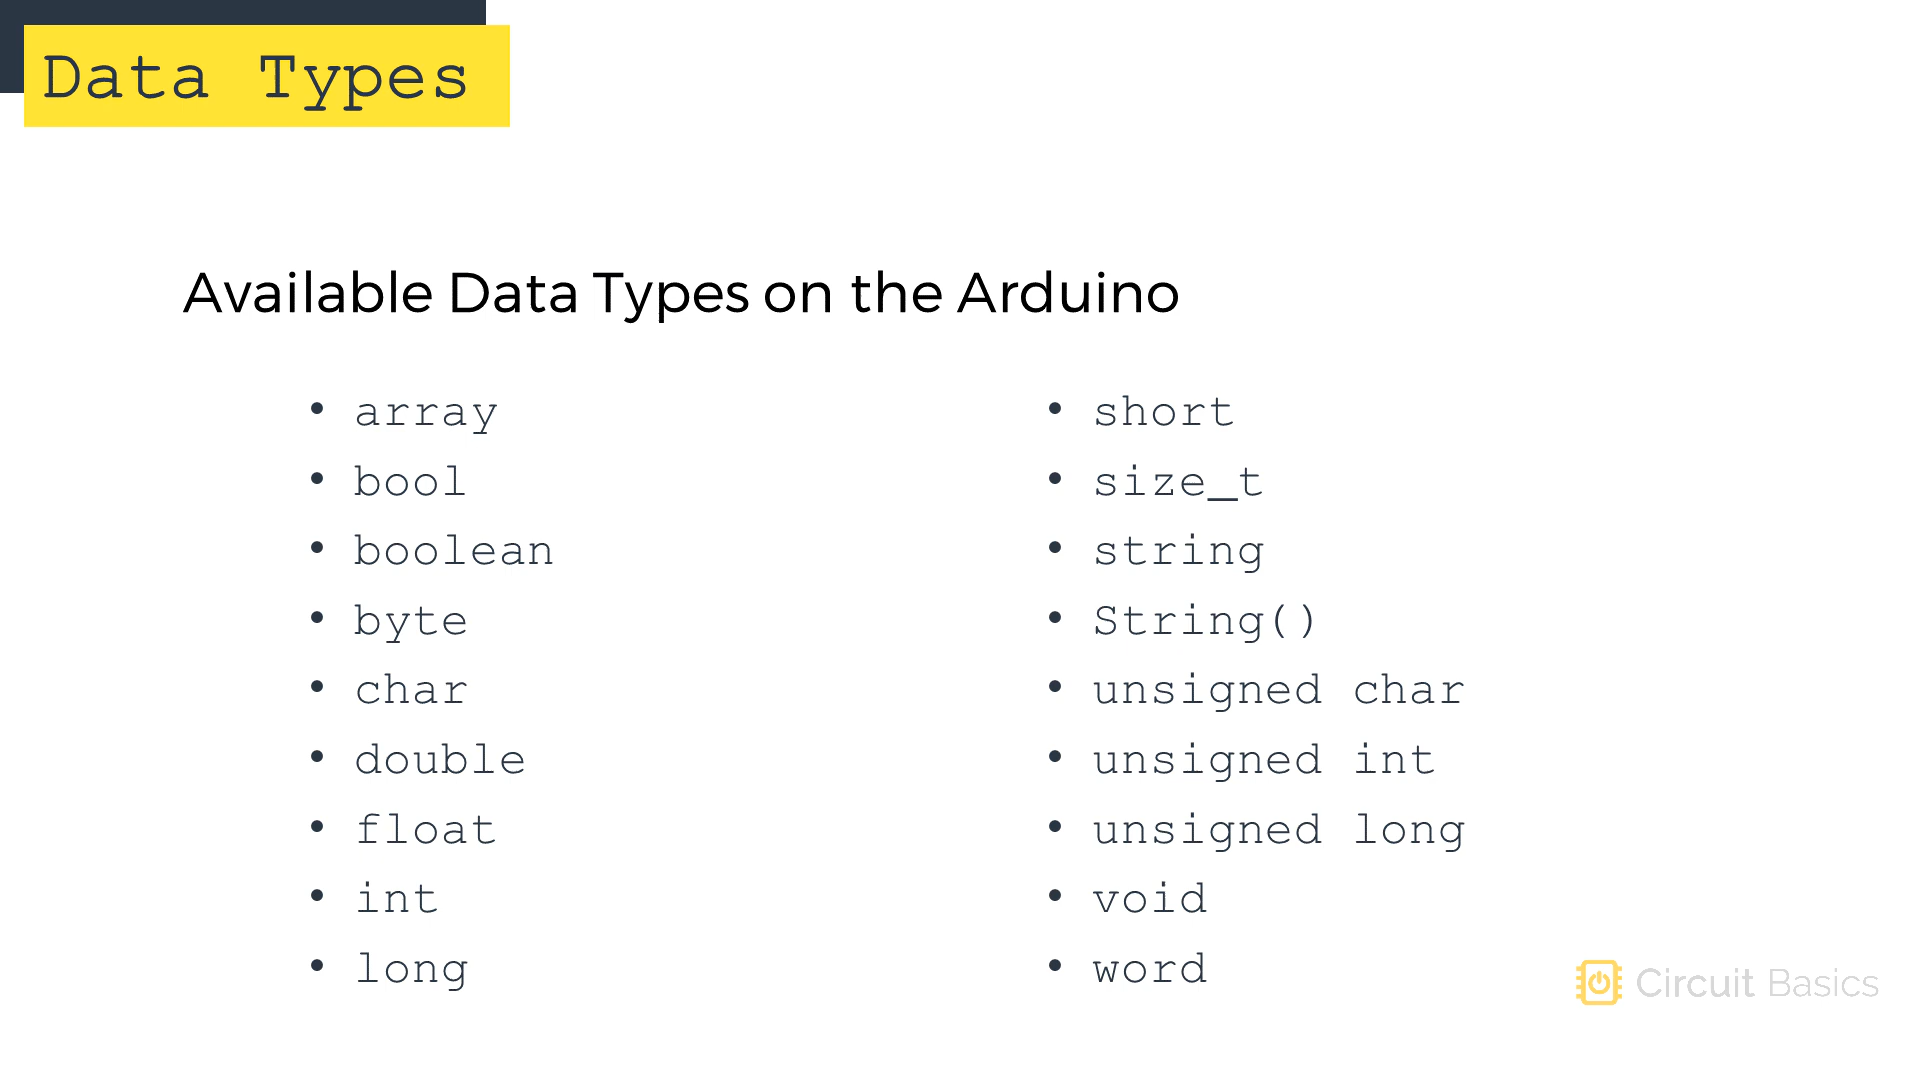 Data Types
Available Data Types on the Arduino
• array
• bool
• boolean
• byte
• char
• double
• float
• int
• long
• short
• size_t
• string
• String()
• unsigned char
• unsigned int
• unsigned long
• void
• word
Circuit Basics